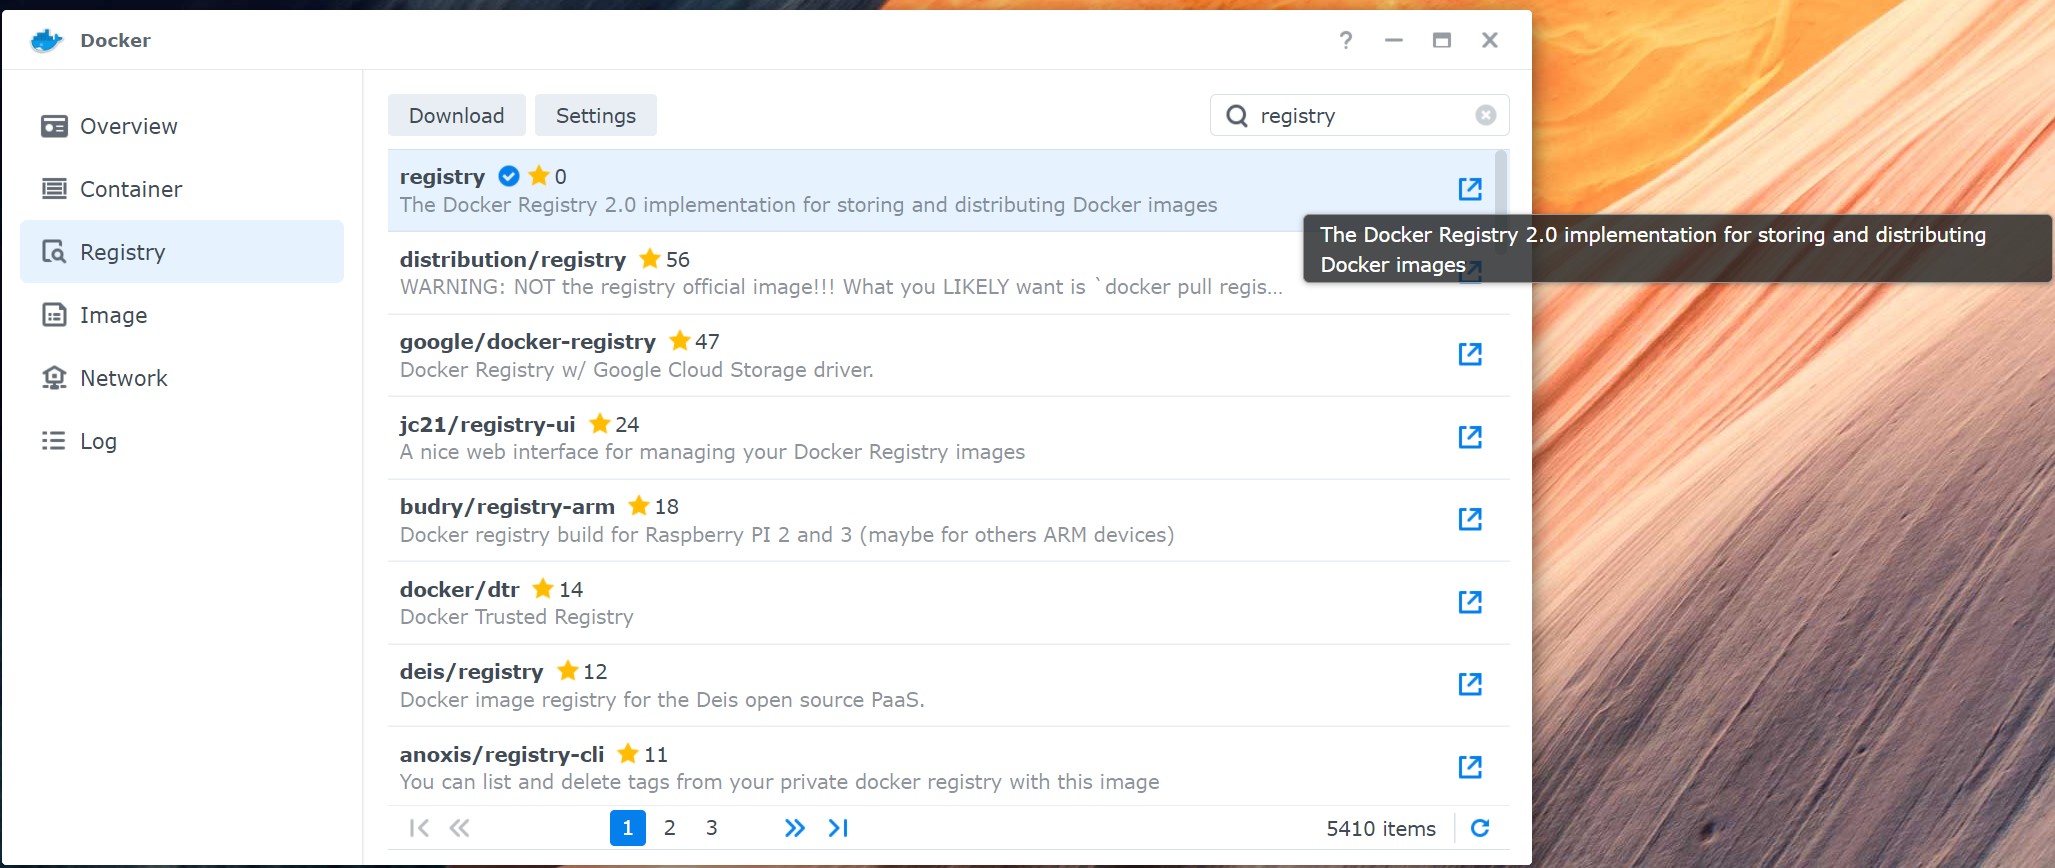 Docker
?
Overview
Container
Registry
Image
Network
Log
Download Settings
registry
registry 0
The Docker Registry 2.0 implementation for storing and distributing Docker images
The Docker Registry 2.0 implementation for storing and distributing
Docker images
distribution/registry 56
WARNING: NOT the registry official image!!! What you LIKELY want is `docker pull regis...
google/docker-registry 47
Docker Registry w/ Google Cloud Storage driver.
jc21/registry-ui 24
A nice web interface for managing your Docker Registry images
budry/registry-arm 18
Docker registry build for Raspberry PI 2 and 3 (maybe for others ARM devices)
docker/dtr 14
Docker Trusted Registry
deis/registry 12
Docker image registry for the Deis open source PaaS.
anoxis/registry-cli 11
You can list and delete tags from your private docker registry with this image
1 2 3
5410 items